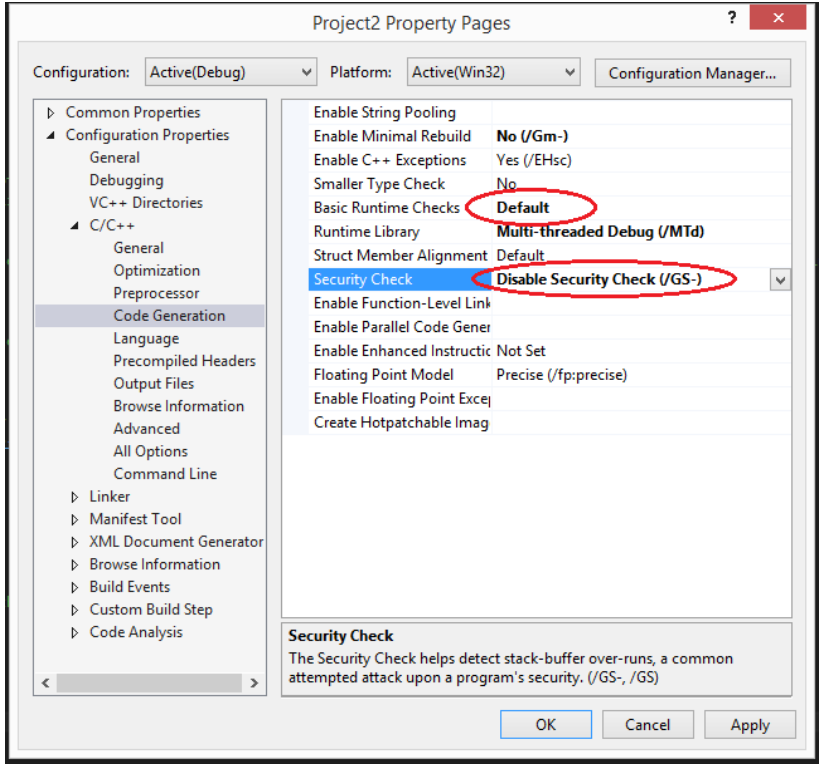 Project2 Property Pages
?
Configuration: Active(Debug) Platform: Active(Win32) Configuration Manager...
Common Properties
Configuration Properties
General
Debugging
VC++ Directories
C/C++
General
Optimization
Preprocessor
Code Generation
Language
Precompiled Headers
Output Files
Browse Information
Advanced
All Options
Command Line
Linker
Manifest Tool
XML Document Generator
Browse Information
Build Events
Custom Build Step
Code Analysis
Enable String Pooling
Enable Minimal Rebuild No (/Gm-)
Enable C++ Exceptions Yes (/EHsc)
Smaller Type Check No
Basic Runtime Checks Default
Runtime Library Multi-threaded Debug (/MTd)
Struct Member Alignment Default
Security Check Disable Security Check (/GS-)
Enable Function-Level Link
Enable Parallel Code Gener
Enable Enhanced Instructic Not Set
Floating Point Model Precise (/fp:precise)
Enable Floating Point Excep
Create Hotpatchable Imag
Security Check
The Security Check helps detect stack-buffer over-runs, a common
attempted attack upon a program's security. (/GS-, /GS)
OK Cancel Apply